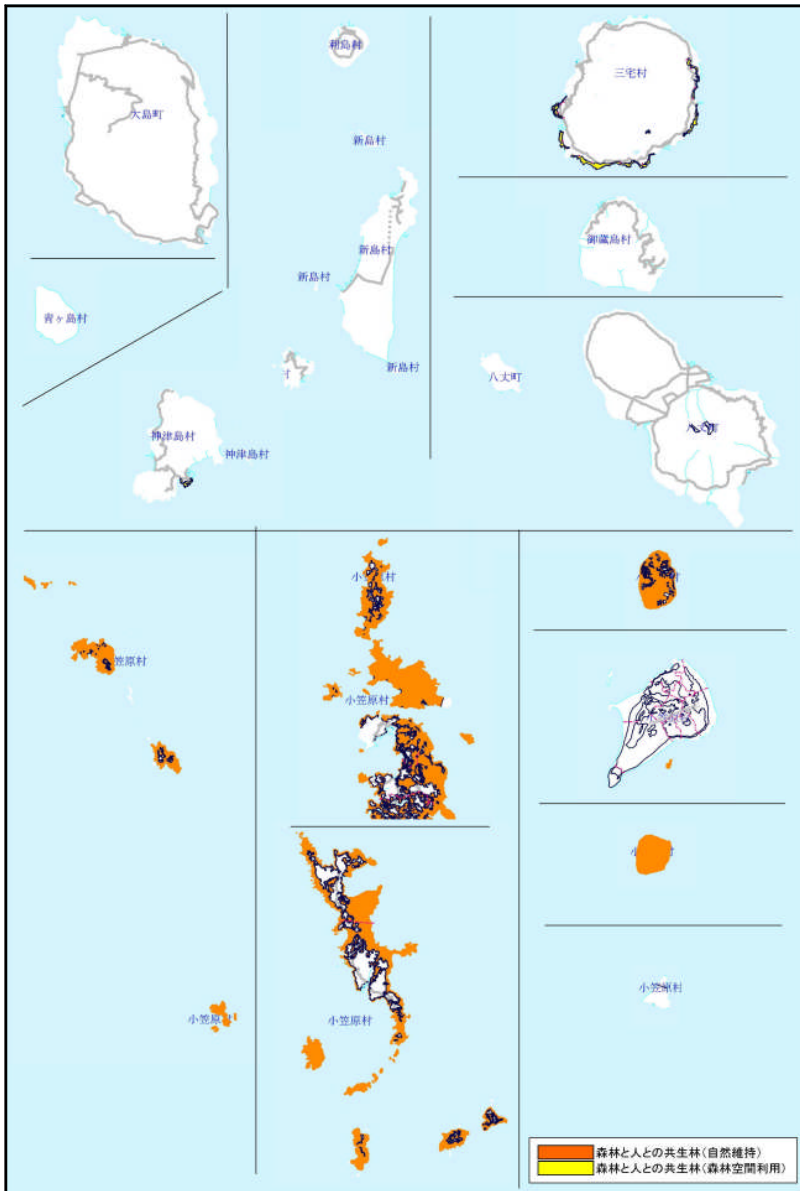 利島村
三宅村
大島町
新島村
御蔵島村
新島村
新島村
青ヶ島村
新島村
八丈町
村
八丈町
神津島村
神津島村
小笠原村
笠原村
小笠原村
小笠原村
小笠原村
小笠原村
森林と人との共生林(自然維持)
森林と人との共生林(森林空間利用)